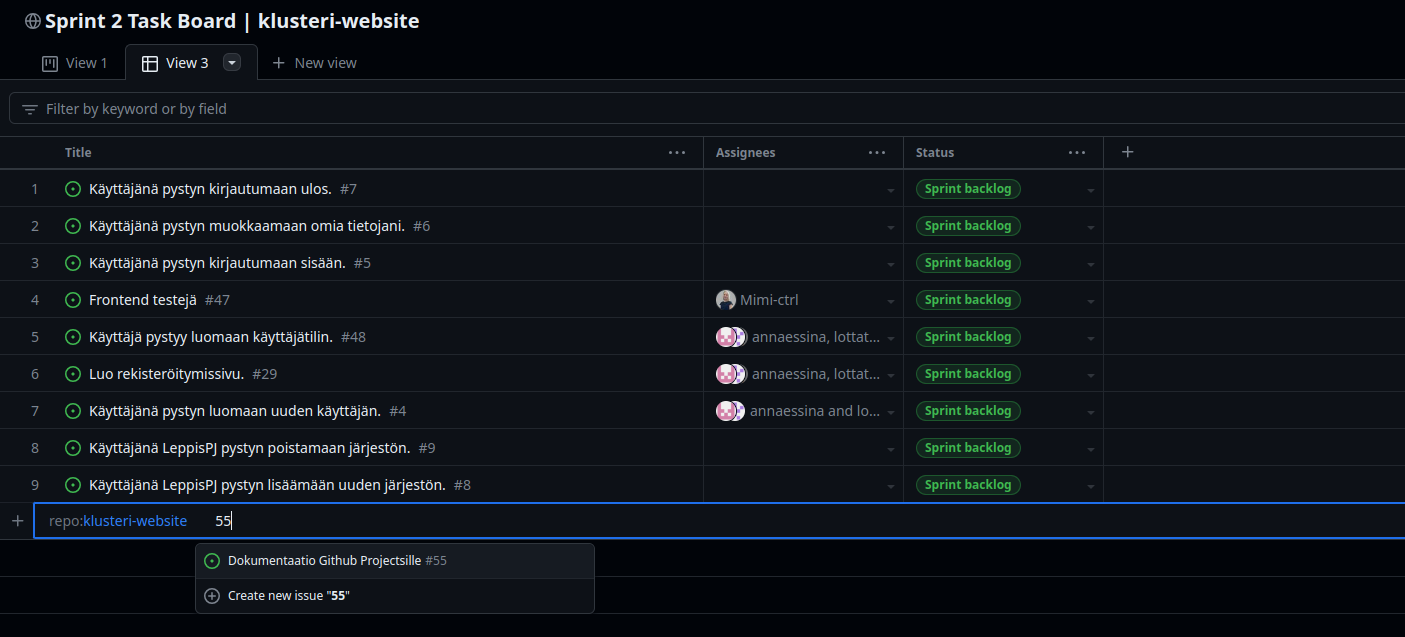 Sprint 2 Task Board | klusteri-website
View 1 View 3 New view
Filter by keyword or by field
Title Assignees Status
1 Käyttäjänä pystyn kirjautumaan ulos. #7 Sprint backlog
2 Käyttäjänä pystyn muokkaamaan omia tietojani. #6 Sprint backlog
3 Käyttäjänä pystyn kirjautumaan sisään. #5 Sprint backlog
4 Frontend testejä #47 Mimi-ctrl Sprint backlog
5 Käyttäjä pystyy luomaan käyttäjätilin. #48 annaessina, lottat... Sprint backlog
6 Luo rekisteröitymissivu. #29 annaessina, lottat... Sprint backlog
7 Käyttäjänä pystyn luomaan uuden käyttäjän. #4 annaessina and lo... Sprint backlog
8 Käyttäjänä LeppisPJ pystyn poistamaan järjestön. #9 Sprint backlog
9 Käyttäjänä LeppisPJ pystyn lisäämään uuden järjestön. #8 Sprint backlog
repo:klusteri-website 55
Dokumentaatio Github Projectsille #55
Create new issue "55"